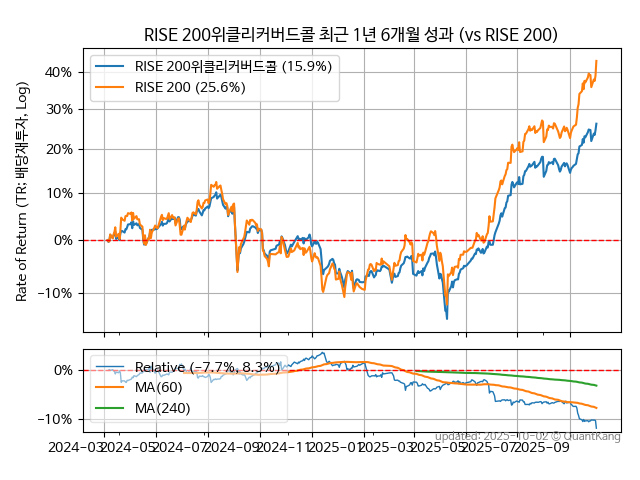 RISE 200위클리커버드콜 최근 1년 6개월 성과 (vs RISE 200)
Rate of Return (TR: 배당재투자, Log)
RISE 200위클리커버드콜 (15.9%)
RISE 200 (25.6%)
40%
30%
20%
10%
0%
−10%
Relative (−7.7%, 8.3%)
MA(60)
MA(240)
0%
−10%
2024-03 2024-05 2024-07 2024-09 2024-11 2025-01 2025-03 2025-05 2025-07 2025-09
updated: 2025-10-02 © QuantKang